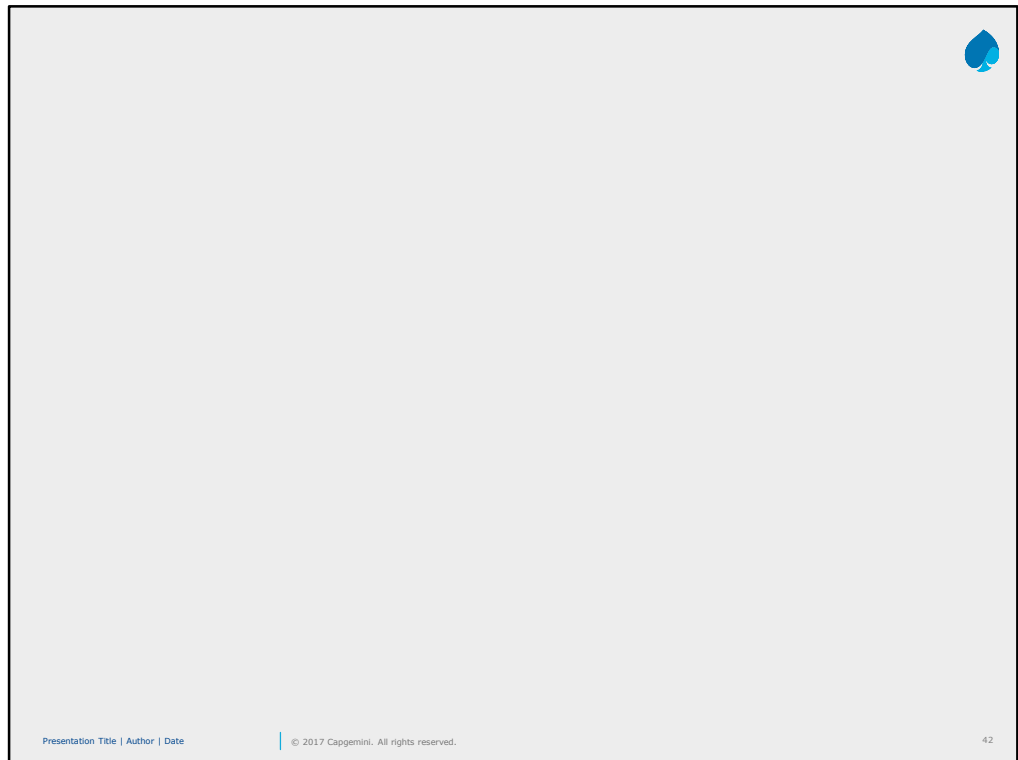 Presentation Title | Author | Date
© 2017 Capgemini. All rights reserved.
42